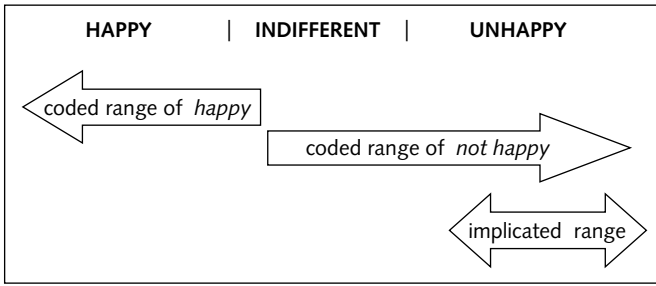 HAPPY | INDIFFERENT | UNHAPPY
coded range of happy
coded range of not happy
implicated range